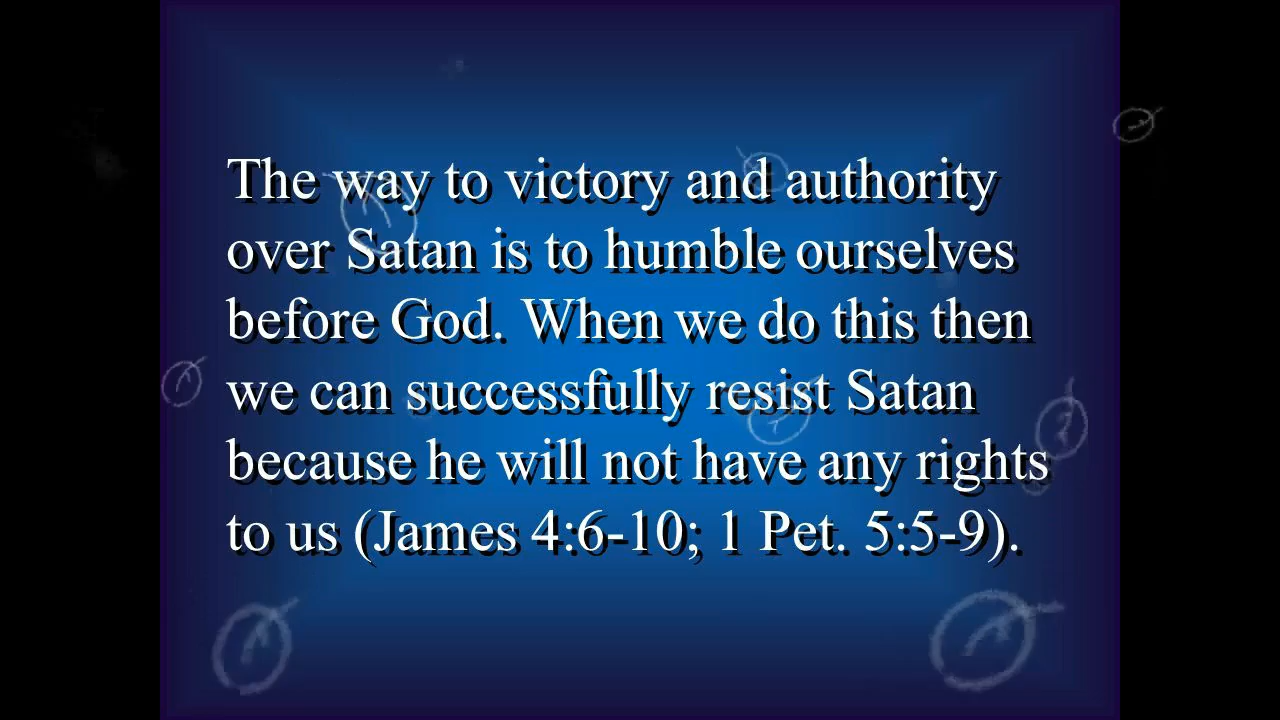 The way to victory and authority
over Satan is to humble ourselves
before God. When we do this then
we can successfully resist Satan
because he will not have any rights
to us (James 4:6-10; 1 Pet. 5:5-9).